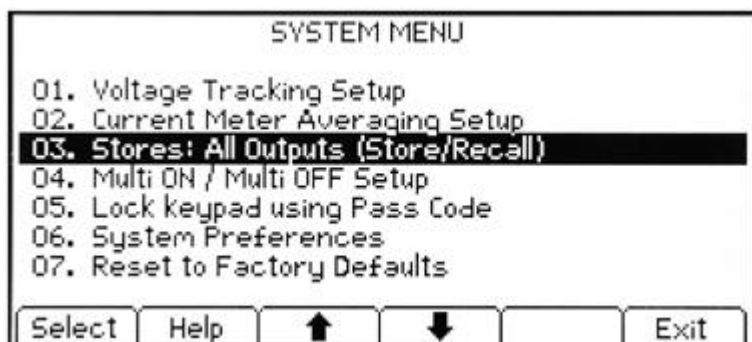 SYSTEM MENU
01. Voltage Tracking Setup
02. Current Meter Averaging Setup
03. Stores: All Outputs (Store/Recall)
04. Multi ON / Multi OFF Setup
05. Lock keypad using Pass Code
06. System Preferences
07. Reset to Factory Defaults
Select Help ↑ ↓ Exit